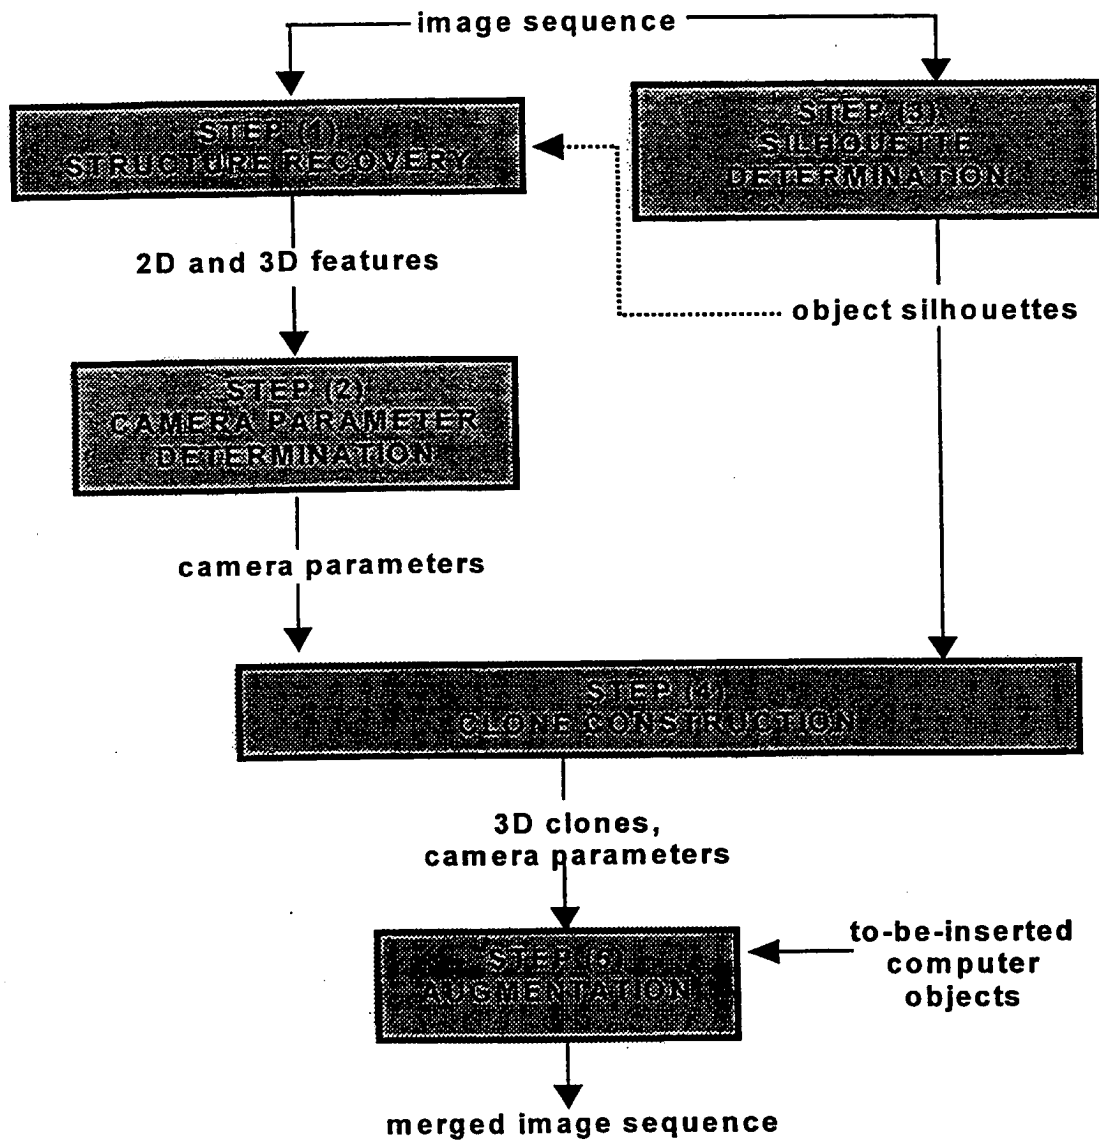 image sequence
STEP (1)
STRUCTURE RECOVERY
STEP (3)
SILHOUETTE
DETERMINATION
2D and 3D features
object silhouettes
STEP (2)
CAMERA PARAMETER
DETERMINATION
camera parameters
STEP (4)
CLONE CONSTRUCTION
3D clones,
camera parameters
STEP (5)
AUGMENTATION
to-be-inserted
computer
objects
merged image sequence